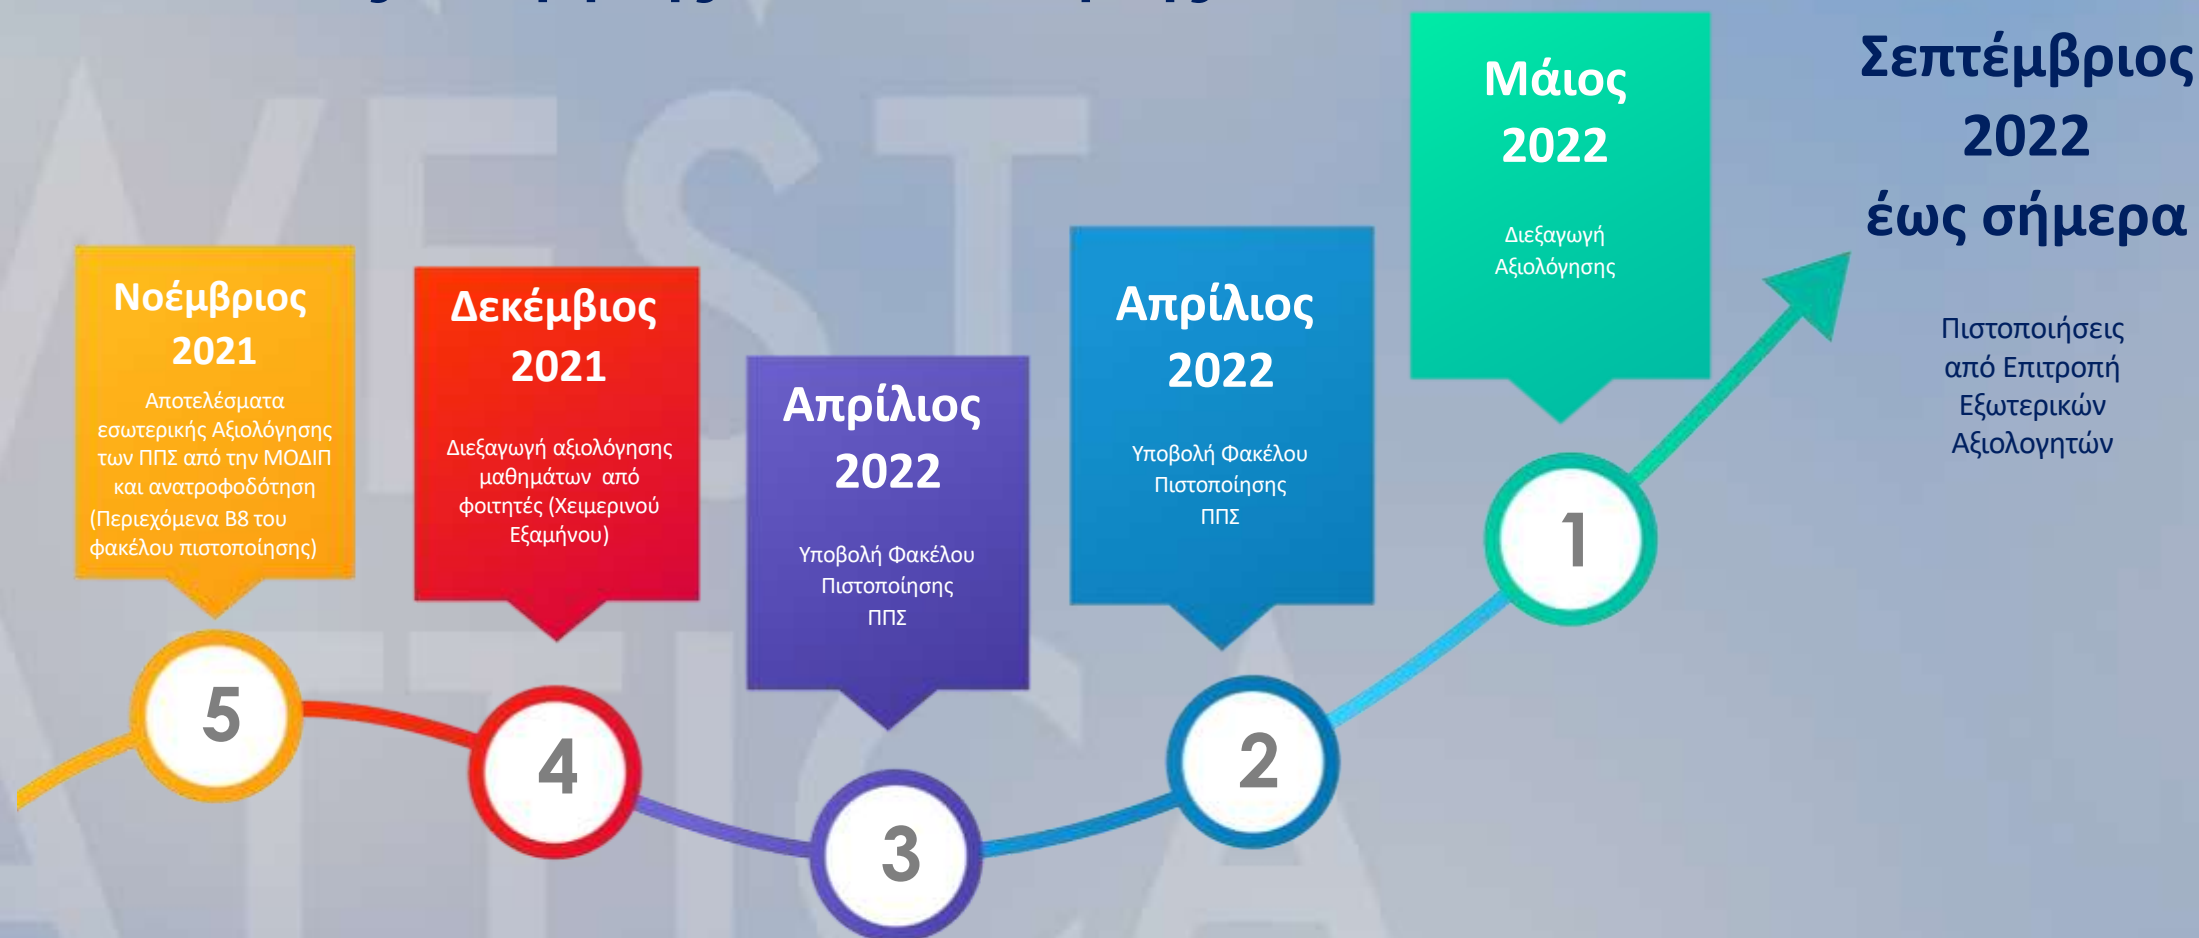 Νοέμβριος
2021
Αποτελέσματα
εσωτερικής Αξιολόγησης
των ΠΠΣ από την ΜΟΔΙΠ
και ανατροφοδότηση
(Περιεχόμενα Β8 του
φακέλου πιστοποίησης)
5
Δεκέμβιος
2021
Διεξαγωγή αξιολόγησης
μαθημάτων από
φοιτητές (Χειμερινού
Εξαμήνου)
4
Απρίλιος
2022
Υποβολή Φακέλου
Πιστοποίησης
ΠΠΣ
3
Απρίλιος
2022
Υποβολή Φακέλου
Πιστοποίησης
ΠΠΣ
2
Μάιος
2022
Διεξαγωγή
Αξιολόγησης
1
Σεπτέμβριος
2022
έως σήμερα
Πιστοποιήσεις
από Επιτροπή
Εξωτερικών
Αξιολογητών
WEST
ATTICA